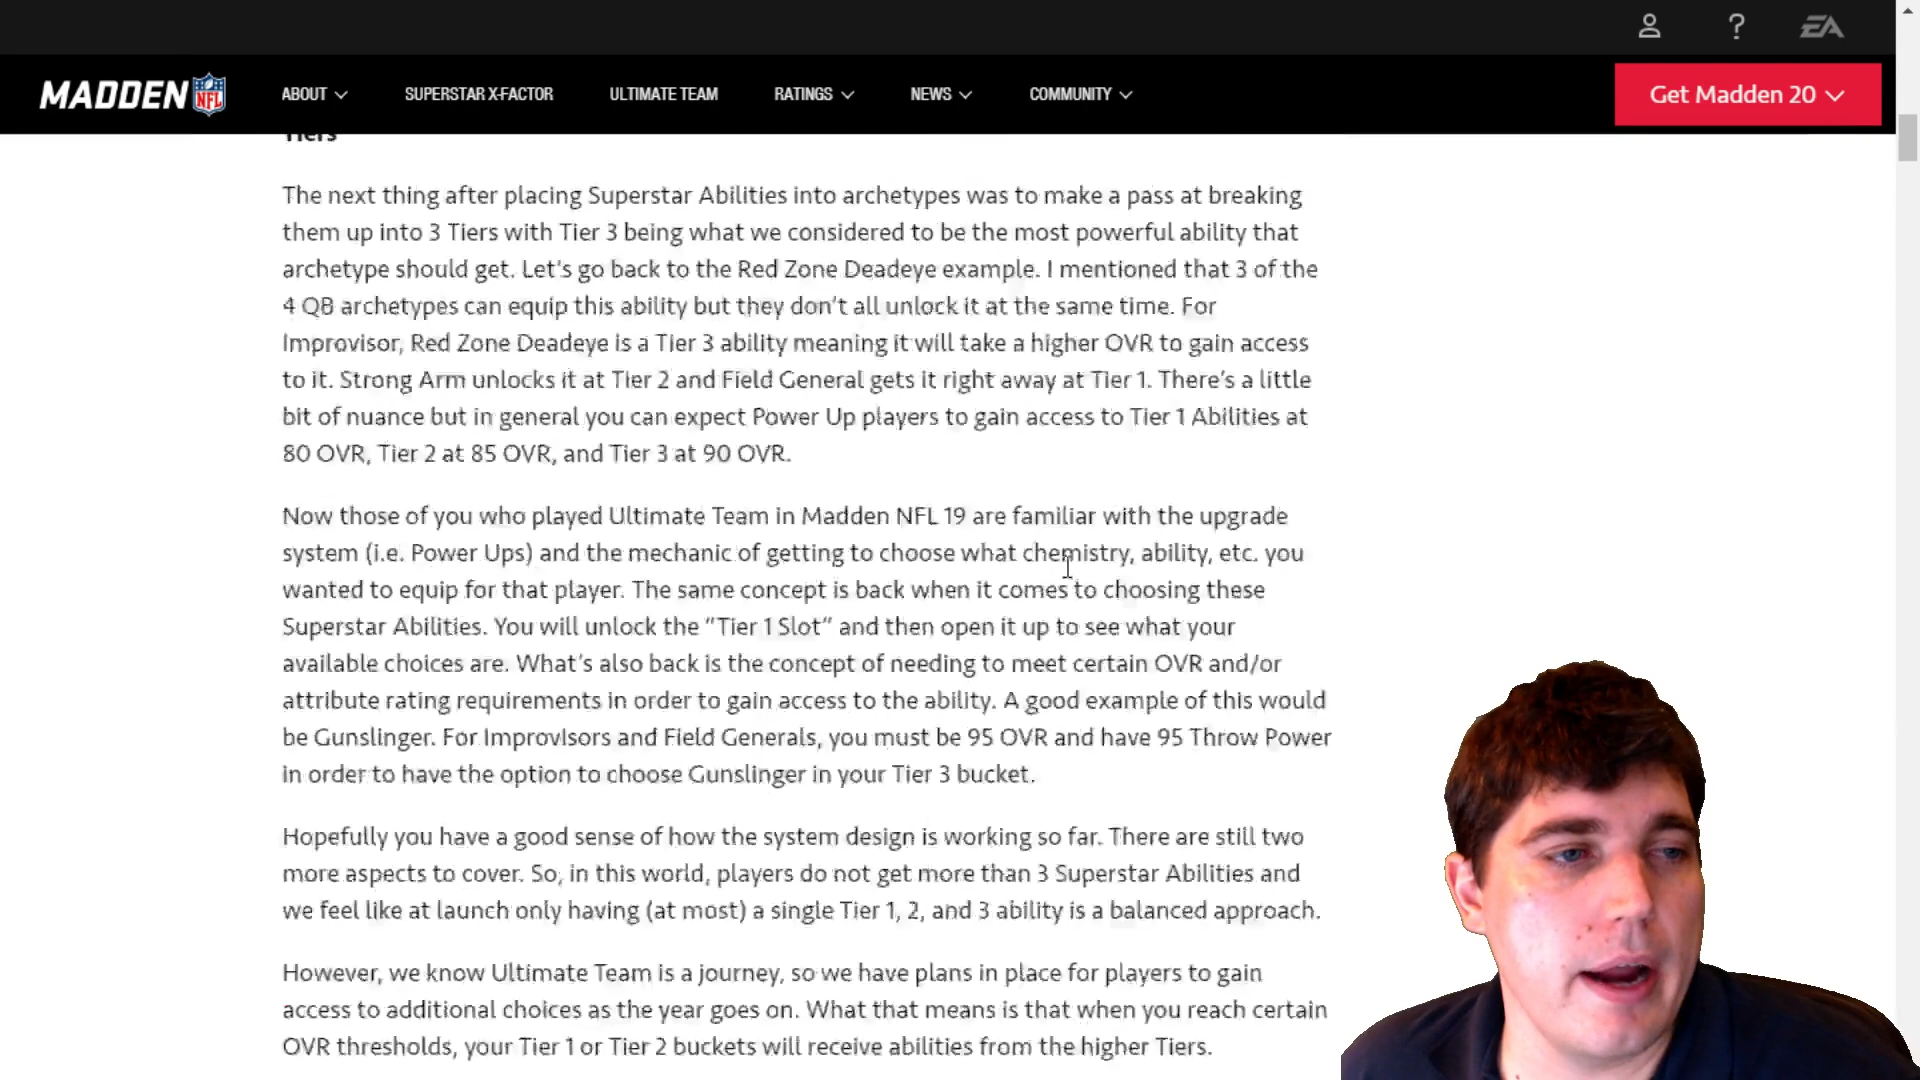 EA
MADDEN NFL
ABOUT
SUPERSTAR X-FACTOR
ULTIMATE TEAM
RATINGS
NEWS
COMMUNITY
Get Madden 20
Tiers
The next thing after placing Superstar Abilities into archetypes was to make a pass at breaking
them up into 3 Tiers with Tier 3 being what we considered to be the most powerful ability that
archetype should get. Let's go back to the Red Zone Deadeye example. I mentioned that 3 of the
4 QB archetypes can equip this ability but they don't all unlock it at the same time. For
Improvisor, Red Zone Deadeye is a Tier 3 ability meaning it will take a higher OVR to gain access
to it. Strong Arm unlocks it at Tier 2 and Field General gets it right away at Tier 1. There's a little
bit of nuance but in general you can expect Power Up players to gain access to Tier 1 Abilities at
80 OVR, Tier 2 at 85 OVR, and Tier 3 at 90 OVR.
Now those of you who played Ultimate Team in Madden NFL 19 are familiar with the upgrade
system (i.e. Power Ups) and the mechanic of getting to choose what chemistry, ability, etc. you
wanted to equip for that player. The same concept is back when it comes to choosing these
Superstar Abilities. You will unlock the "Tier 1 Slot" and then open it up to see what your
available choices are. What's also back is the concept of needing to meet certain OVR and/or
attribute rating requirements in order to gain access to the ability. A good example of this would
be Gunslinger. For ImprovIsors and Field Generals, you must be 95 OVR and have 95 Throw Power
in order to have the option to choose Gunslinger in your Tier 3 bucket.
Hopefully you have a good sense of how the system design is working so far. There are still two
more aspects to cover. So, in this world, players do not get more than 3 Superstar Abilities and
we feel like at launch only having (at most) a single Tier 1, 2, and 3 ability is a balanced approach.
However, we know Ultimate Team is a journey, so we have plans in place for players to gain
access to additional choices as the year goes on. What that means is that when you reach certain
OVR thresholds, your Tier 1 or Tier 2 buckets will receive abilities from the higher Tiers.